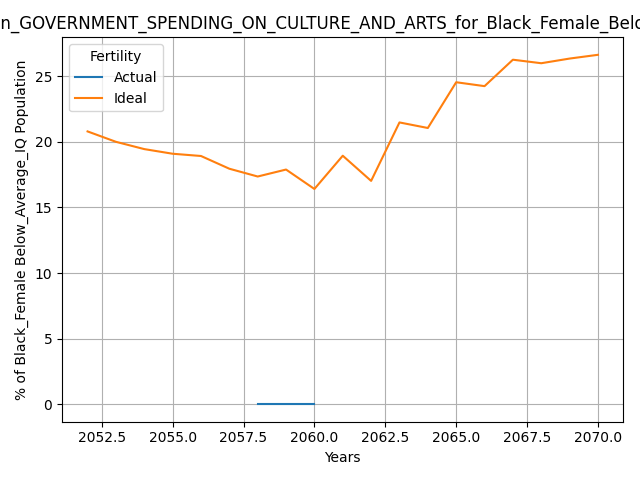 n_GOVERNMENT_SPENDING_ON_CULTURE_AND_ARTS_for_Black_Female_Belo
Fertility
Actual
Ideal
% of Black_Female Below_Average_IQ Population
25
20
15
10
5
0
2052.5 2055.0 2057.5 2060.0 2062.5 2065.0 2067.5 2070.0
Years